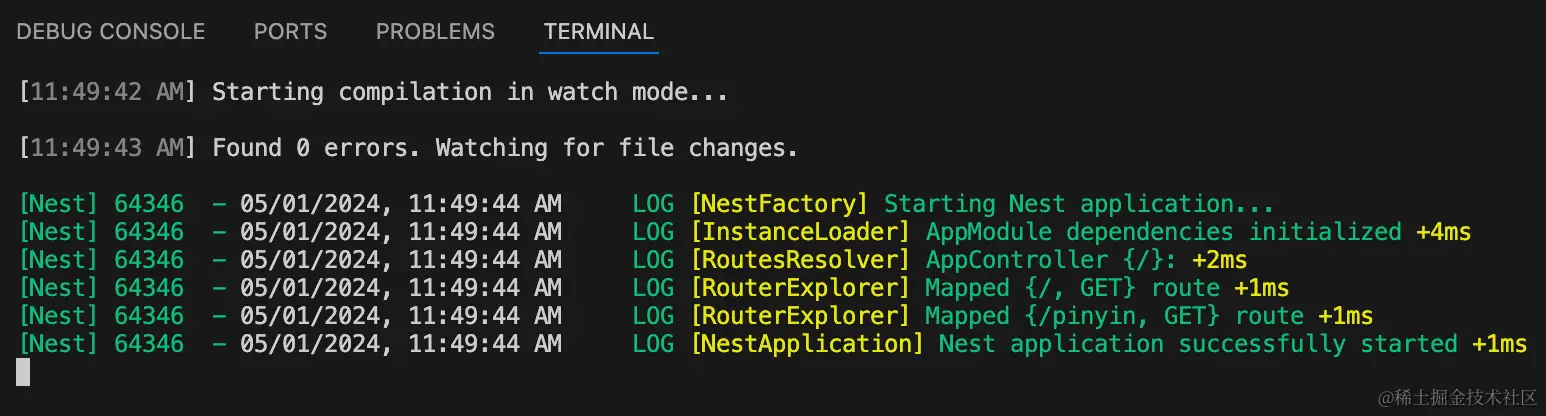 DEBUG CONSOLE PORTS PROBLEMS TERMINAL
[11:49:42 AM] Starting compilation in watch mode...
[11:49:43 AM] Found 0 errors. Watching for file changes.
[Nest] 64346  - 05/01/2024, 11:49:44 AM     LOG [NestFactory] Starting Nest application...
[Nest] 64346  - 05/01/2024, 11:49:44 AM     LOG [InstanceLoader] AppModule dependencies initialized +4ms
[Nest] 64346  - 05/01/2024, 11:49:44 AM     LOG [RoutesResolver] AppController {/}: +2ms
[Nest] 64346  - 05/01/2024, 11:49:44 AM     LOG [RouterExplorer] Mapped {/, GET} route +1ms
[Nest] 64346  - 05/01/2024, 11:49:44 AM     LOG [RouterExplorer] Mapped {/pinyin, GET} route +1ms
[Nest] 64346  - 05/01/2024, 11:49:44 AM     LOG [NestApplication] Nest application successfully started +1ms
@稀土掘金技术社区